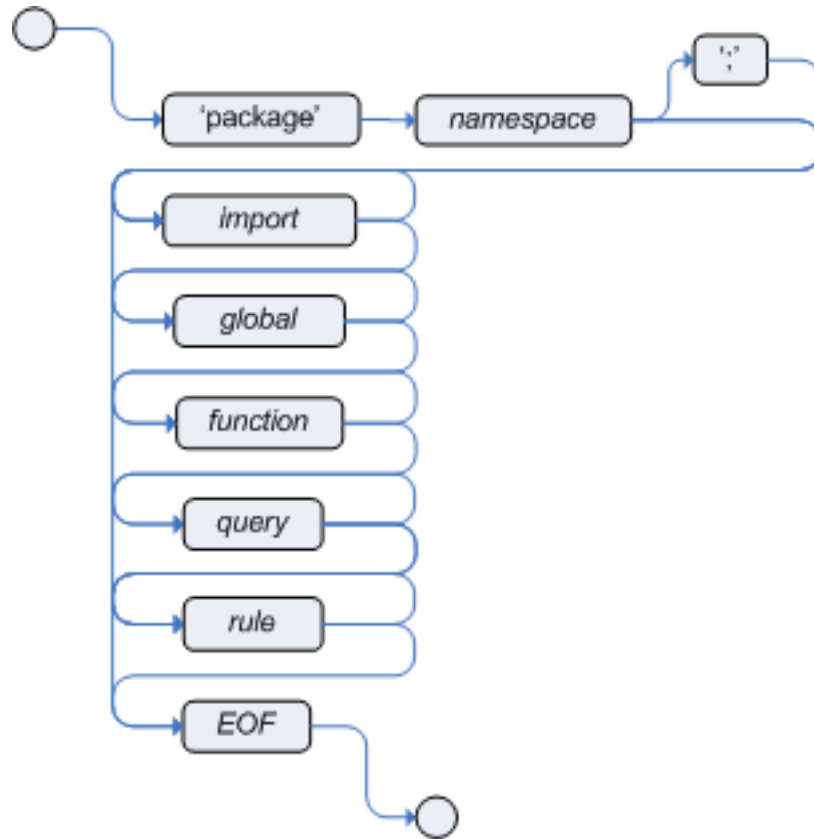 ‘package’
namespace
‘;’
import
global
function
query
rule
EOF